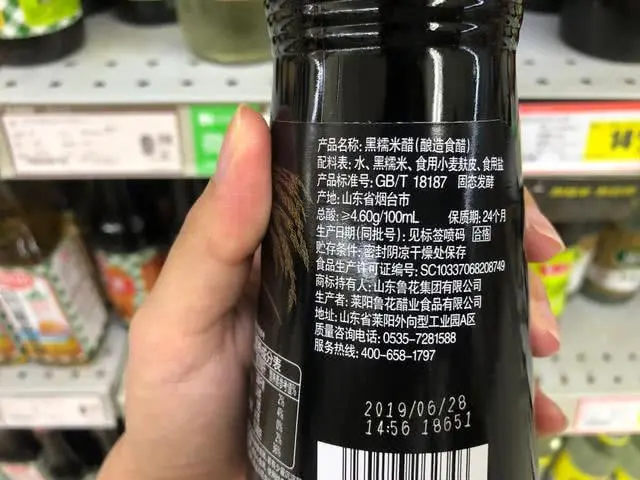 产品名称: 黑糯米醋(酿造食醋)
配料表: 水、黑糯米、食用小麦麸皮、食用盐
产品标准号: GB/T 18187 固态发酵
产地: 山东省烟台市
总酸: ≥4.60g/100mL 保质期: 24个月
生产日期(同批号): 见标签喷码 合格
贮存条件: 密封阴凉干燥处保存
食品生产许可证编号: SC10337068208749
商标持有人: 山东鲁花集团有限公司
生产者: 莱阳鲁花醋业食品有限公司
地址: 山东省莱阳外向型工业园A区
质量咨询电话: 0535-7281588
服务热线: 400-658-1797
2019/06/28
14:56 18651